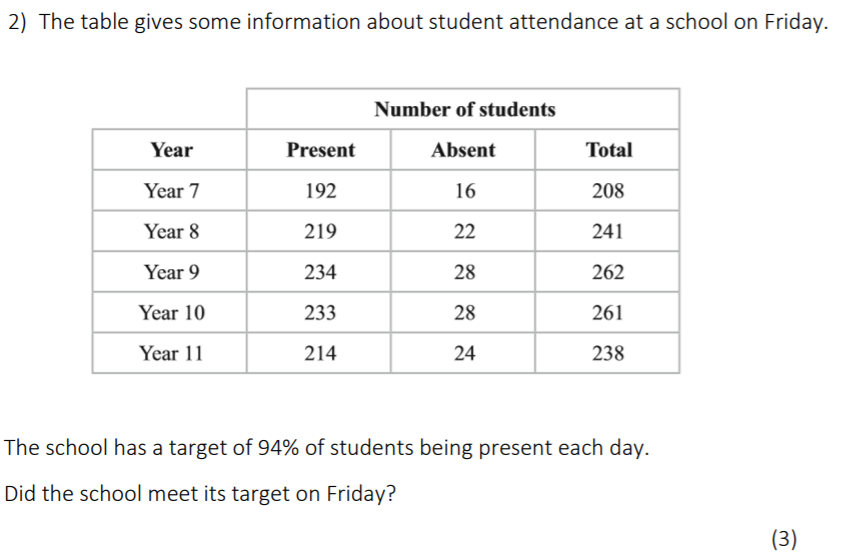 2) The table gives some information about student attendance at a school on Friday.
Number of students
Year Present Absent Total
Year 7 192 16 208
Year 8 219 22 241
Year 9 234 28 262
Year 10 233 28 261
Year 11 214 24 238
The school has a target of 94% of students being present each day.
Did the school meet its target on Friday?
(3)